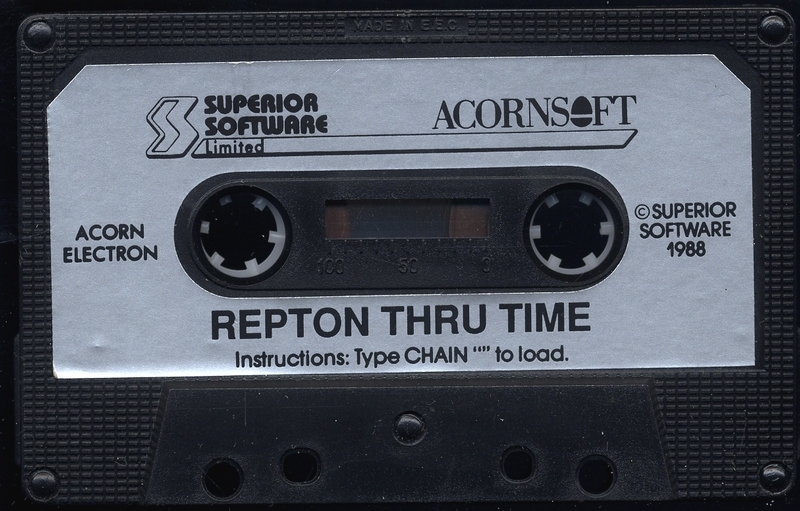 MADE IN E.E.C.
SUPERIOR
SOFTWARE
Limited
ACORNSOFT
ACORN
ELECTRON
©SUPERIOR
SOFTWARE
1988
100 50 0
REPTON THRU TIME
Instructions: Type CHAIN “” to load.